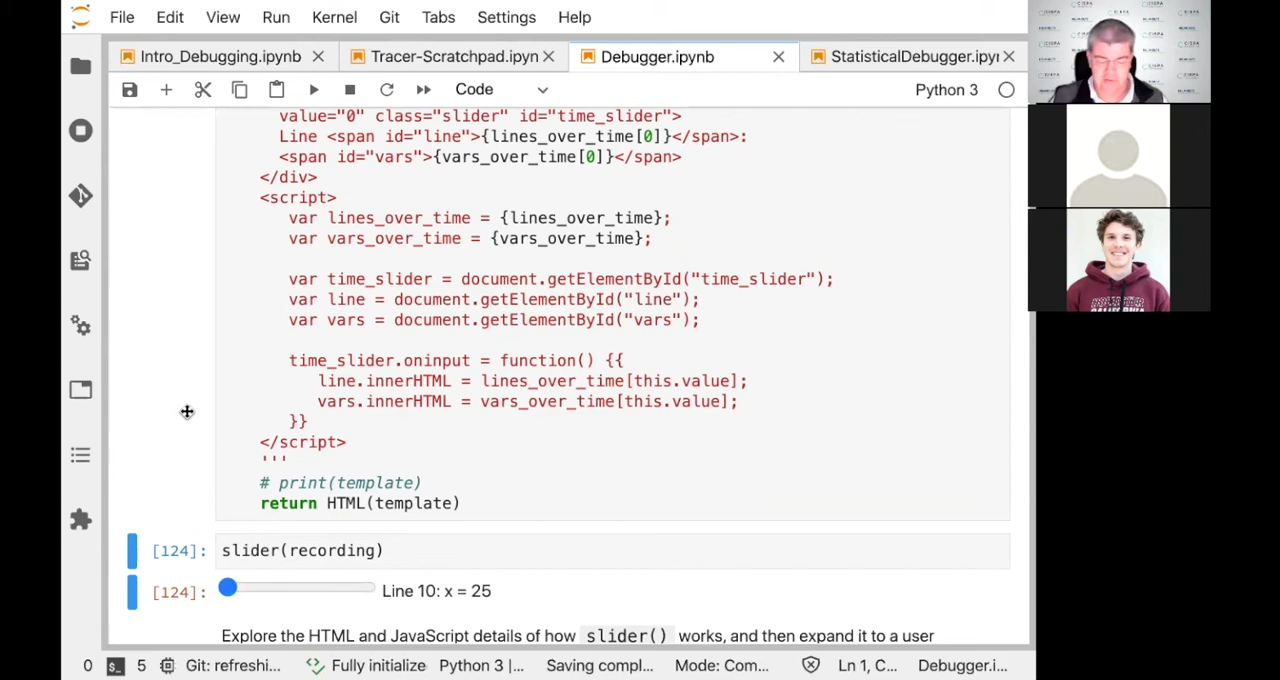 File Edit View Run Kernel Git Tabs Settings Help
Intro_Debugging.ipynb Tracer-Scratchpad.ipyn Debugger.ipynb StatisticalDebugger.ipyn
Code Python 3
value="0" class="slider" id="time_slider">
Line <span id="line">{lines_over_time[0]}</span>:
<span id="vars">{vars_over_time[0]}</span>
</div>
<script>
var lines_over_time = {lines_over_time};
var vars_over_time = {vars_over_time};
var time_slider = document.getElementById("time_slider");
var line = document.getElementById("line");
var vars = document.getElementById("vars");
time_slider.oninput = function() {{
line.innerHTML = lines_over_time[this.value];
vars.innerHTML = vars_over_time[this.value];
}}
</script>
'''
# print(template)
return HTML(template)
[124]: slider(recording)
[124]: Line 10: x = 25
Explore the HTML and JavaScript details of how slider() works, and then expand it to a user
0 $_ 5 Git: refreshi... Fully initialize Python 3 |... Saving compl... Mode: Com... Ln 1, C... Debugger.i...